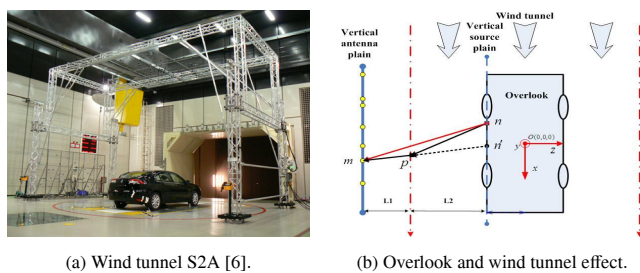 Vertical
antenna
plain
Vertical
source
plain
Wind tunnel
Overlook
n
O(0,0,0)
y
z
n'
m
p
x
L1
L2
(a) Wind tunnel S2A [6].
(b) Overlook and wind tunnel effect.